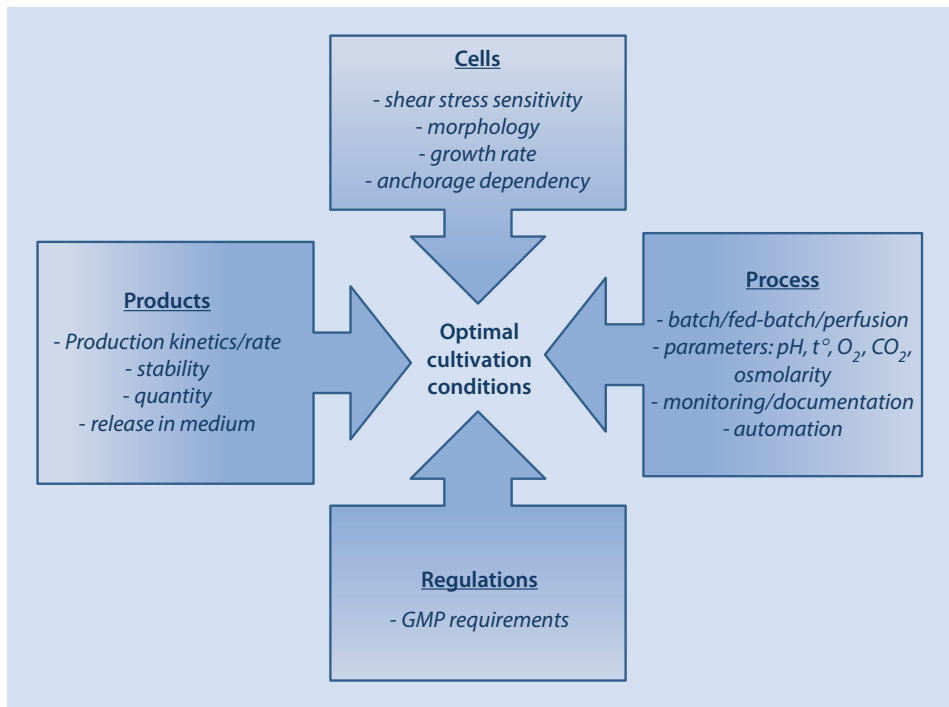 Cells
- shear stress sensitivity
- morphology
- growth rate
- anchorage dependency
Products
- Production kinetics/rate
- stability
- quantity
- release in medium
Optimal
cultivation
conditions
Process
- batch/fed-batch/perfusion
- parameters: pH, t°, O₂, CO₂,
osmolarity
- monitoring/documentation
- automation
Regulations
- GMP requirements